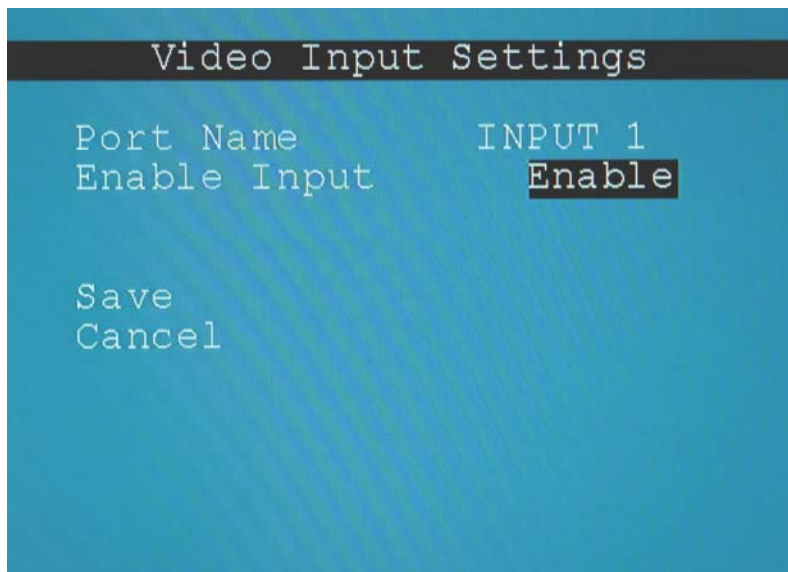 Video Input Settings
Port Name INPUT 1
Enable Input Enable
Save
Cancel